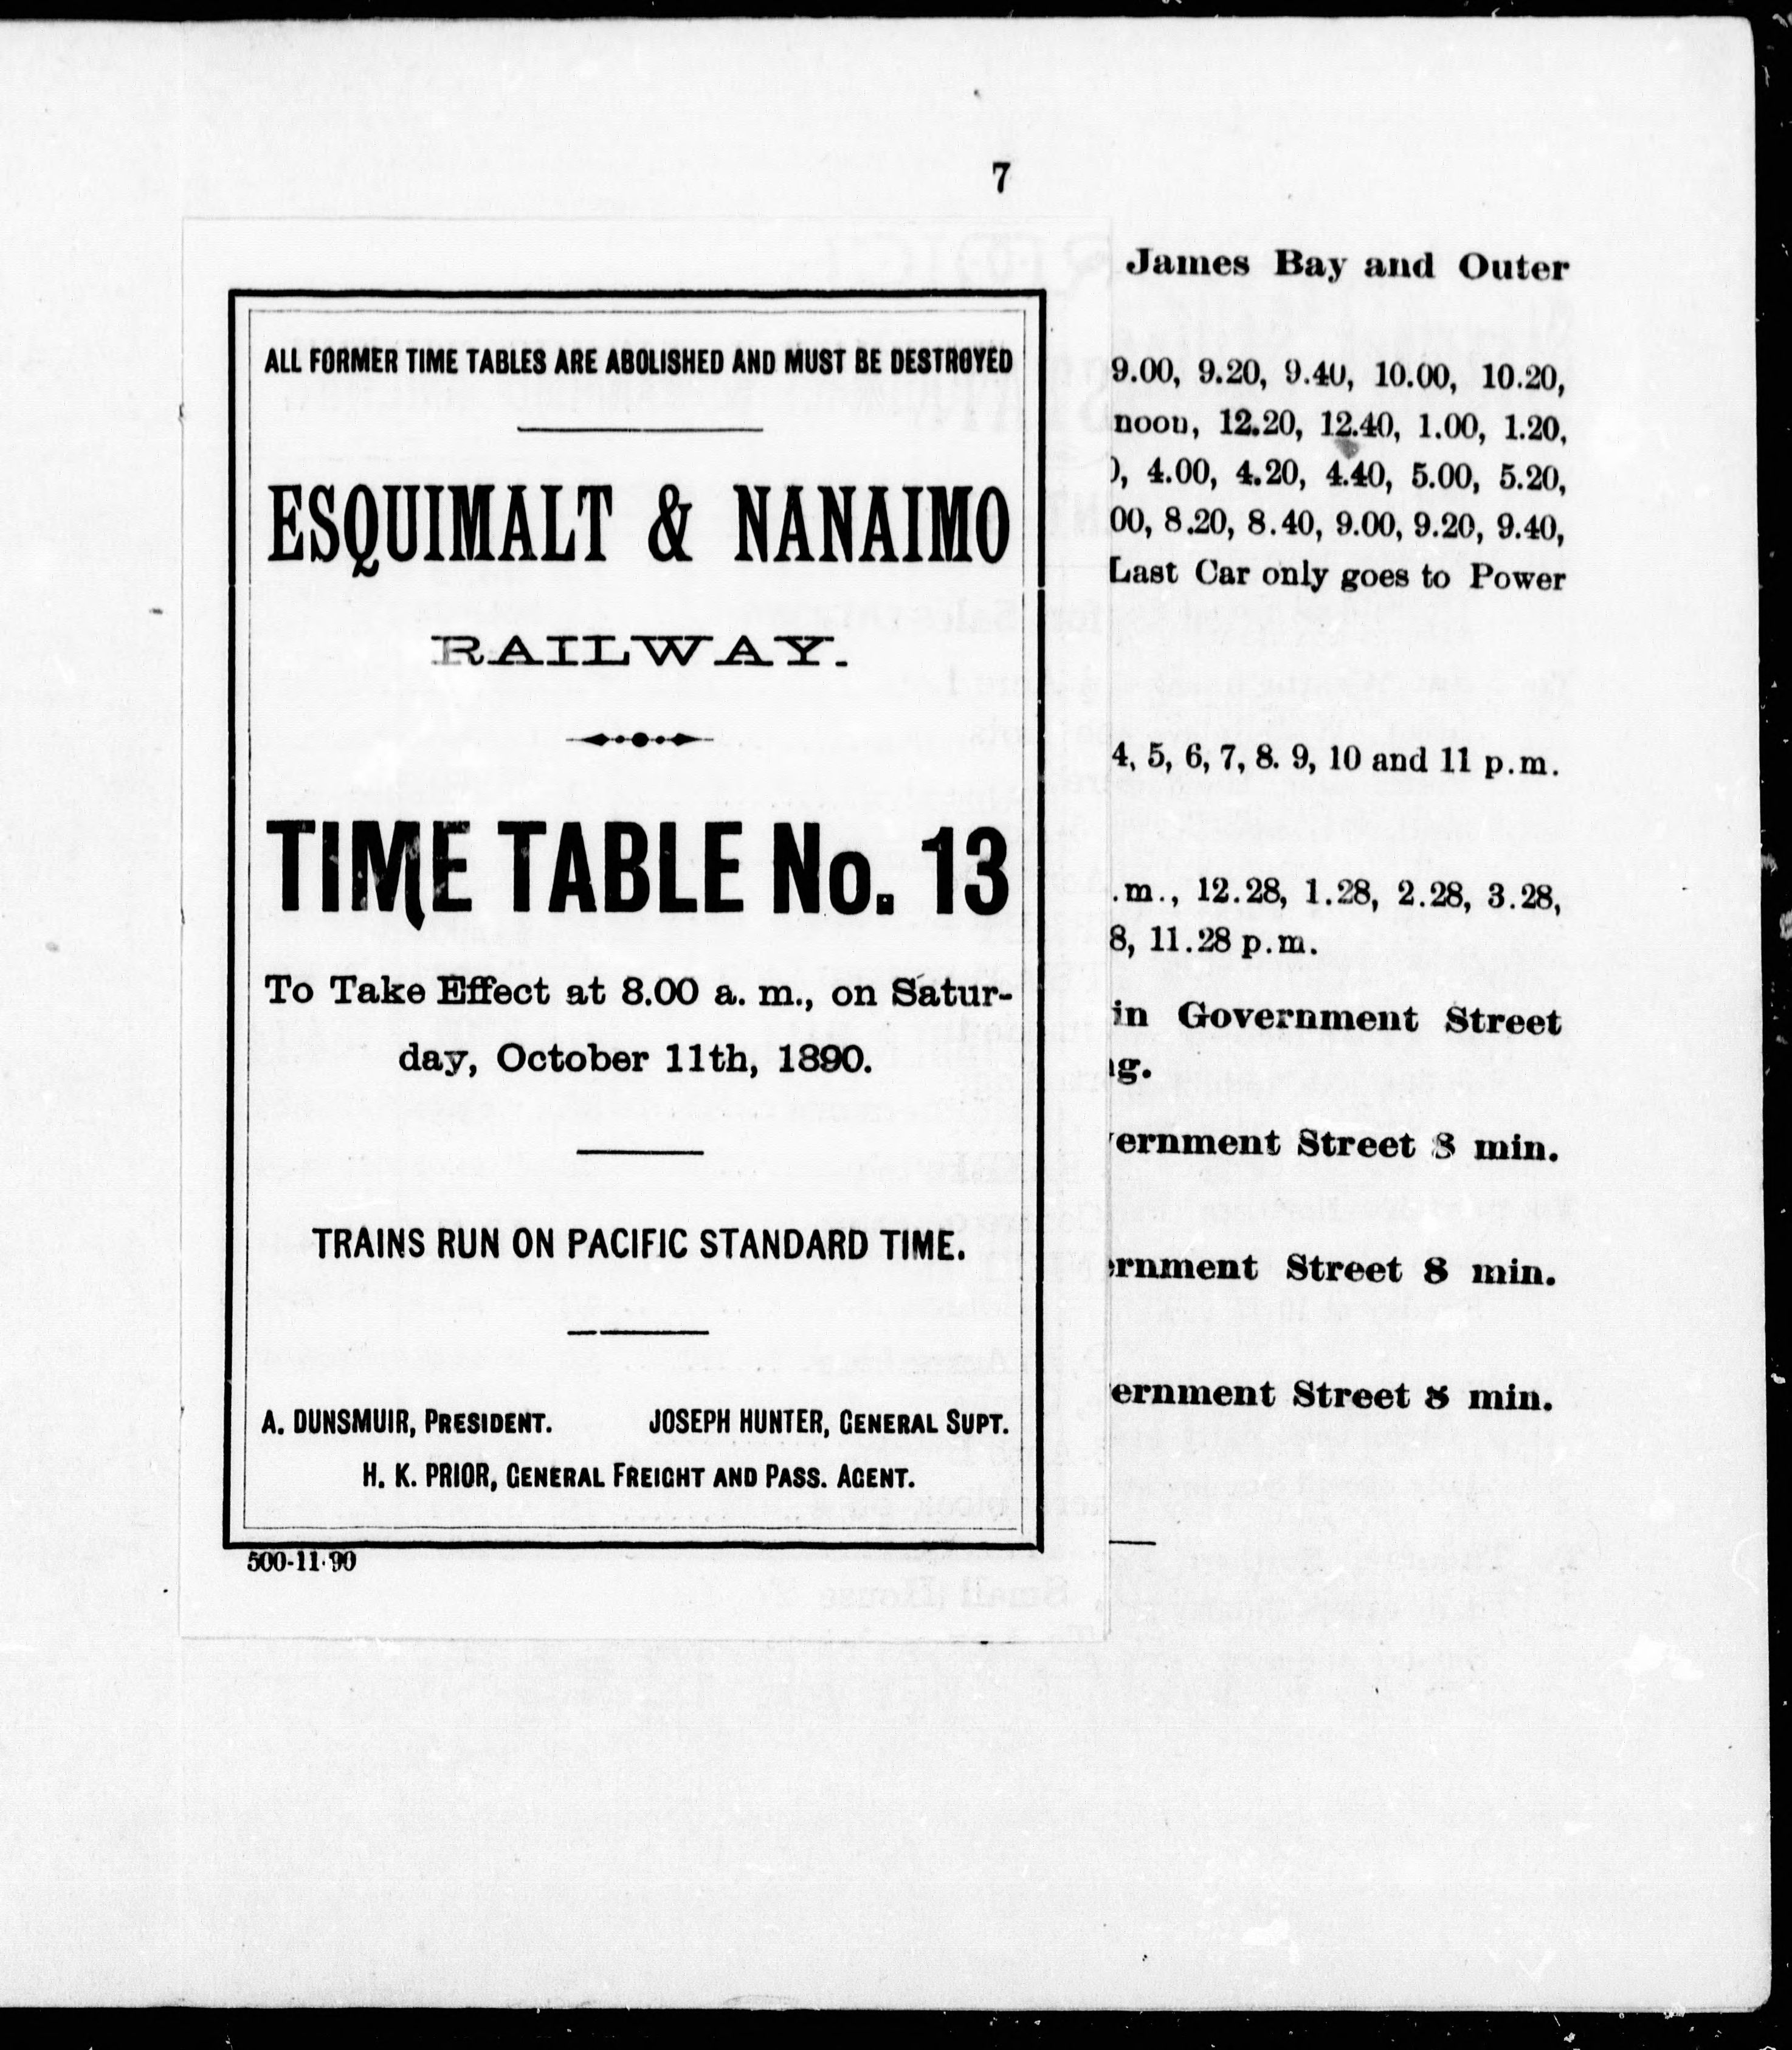 7
ALL FORMER TIME TABLES ARE ABOLISHED AND MUST BE DESTROYED
ESQUIMALT & NANAIMO
RAILWAY.
TIME TABLE No. 13
To Take Effect at 8.00 a. m., on Satur-
day, October 11th, 1890.
TRAINS RUN ON PACIFIC STANDARD TIME.
A. DUNSMUIR, PRESIDENT. JOSEPH HUNTER, GENERAL SUPT.
H. K. PRIOR, GENERAL FREIGHT AND PASS. AGENT.
500-11-90
James Bay and Outer
9.00, 9.20, 9.40, 10.00, 10.20,
noon, 12.20, 12.40, 1.00, 1.20,
), 4.00, 4.20, 4.40, 5.00, 5.20,
00, 8.20, 8.40, 9.00, 9.20, 9.40,
Last Car only goes to Power
4, 5, 6, 7, 8. 9, 10 and 11 p.m.
.m., 12.28, 1.28, 2.28, 3.28,
8, 11.28 p.m.
in Government Street
g.
ernment Street 8 min.
rnment Street 8 min.
ernment Street 8 min.